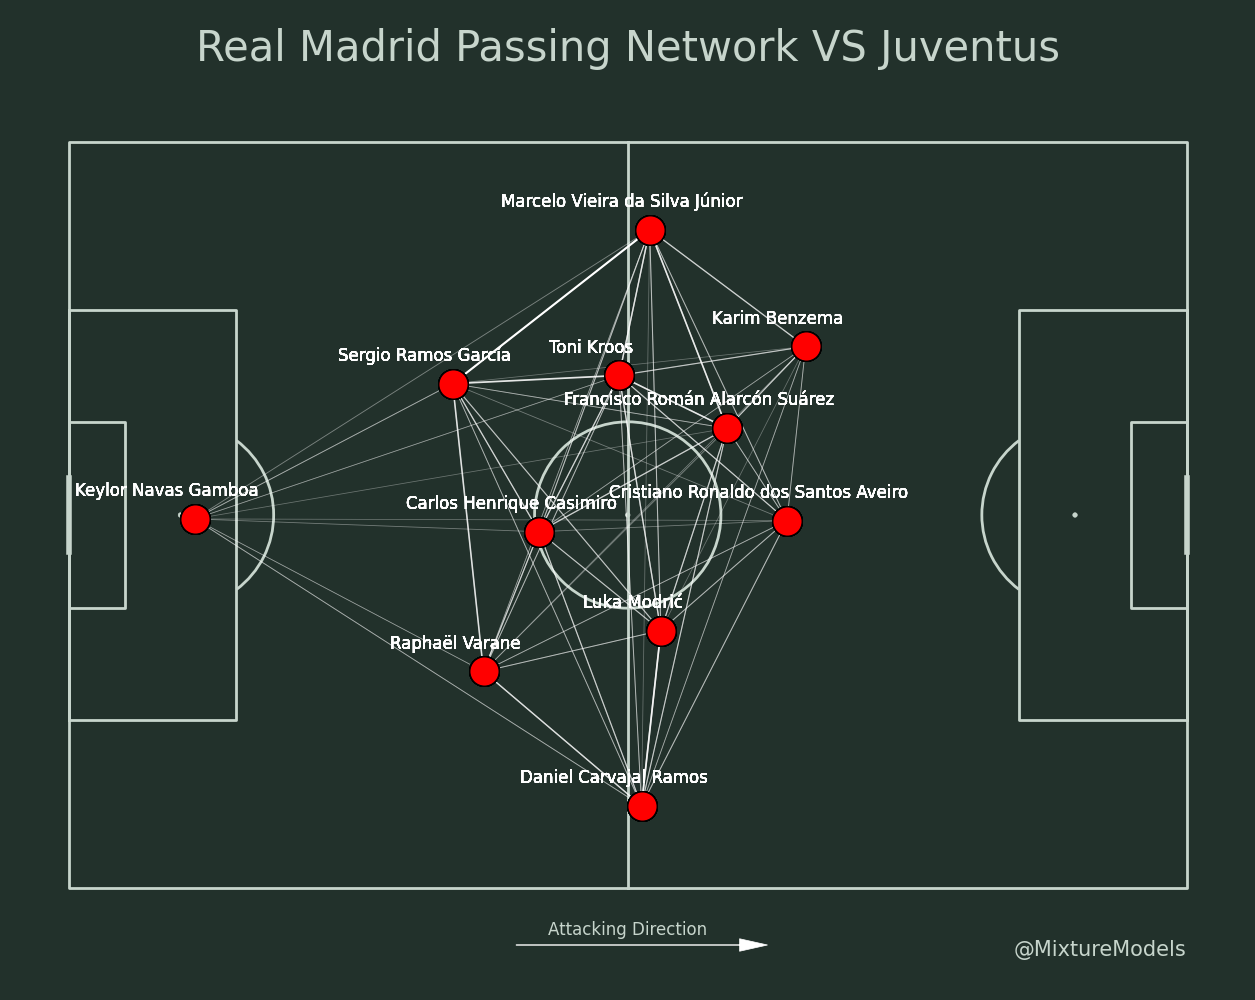 Real Madrid Passing Network VS Juventus
Marcelo Vieira da Silva Júnior
Karim Benzema
Toni Kroos
Sergio Ramos García
Francisco Román Alarcón Suárez
Keylor Navas Gamboa
Cristiano Ronaldo dos Santos Aveiro
Carlos Henrique Casimiro
Luka Modrić
Raphaël Varane
Daniel Carvajal Ramos
Attacking Direction
@MixtureModels